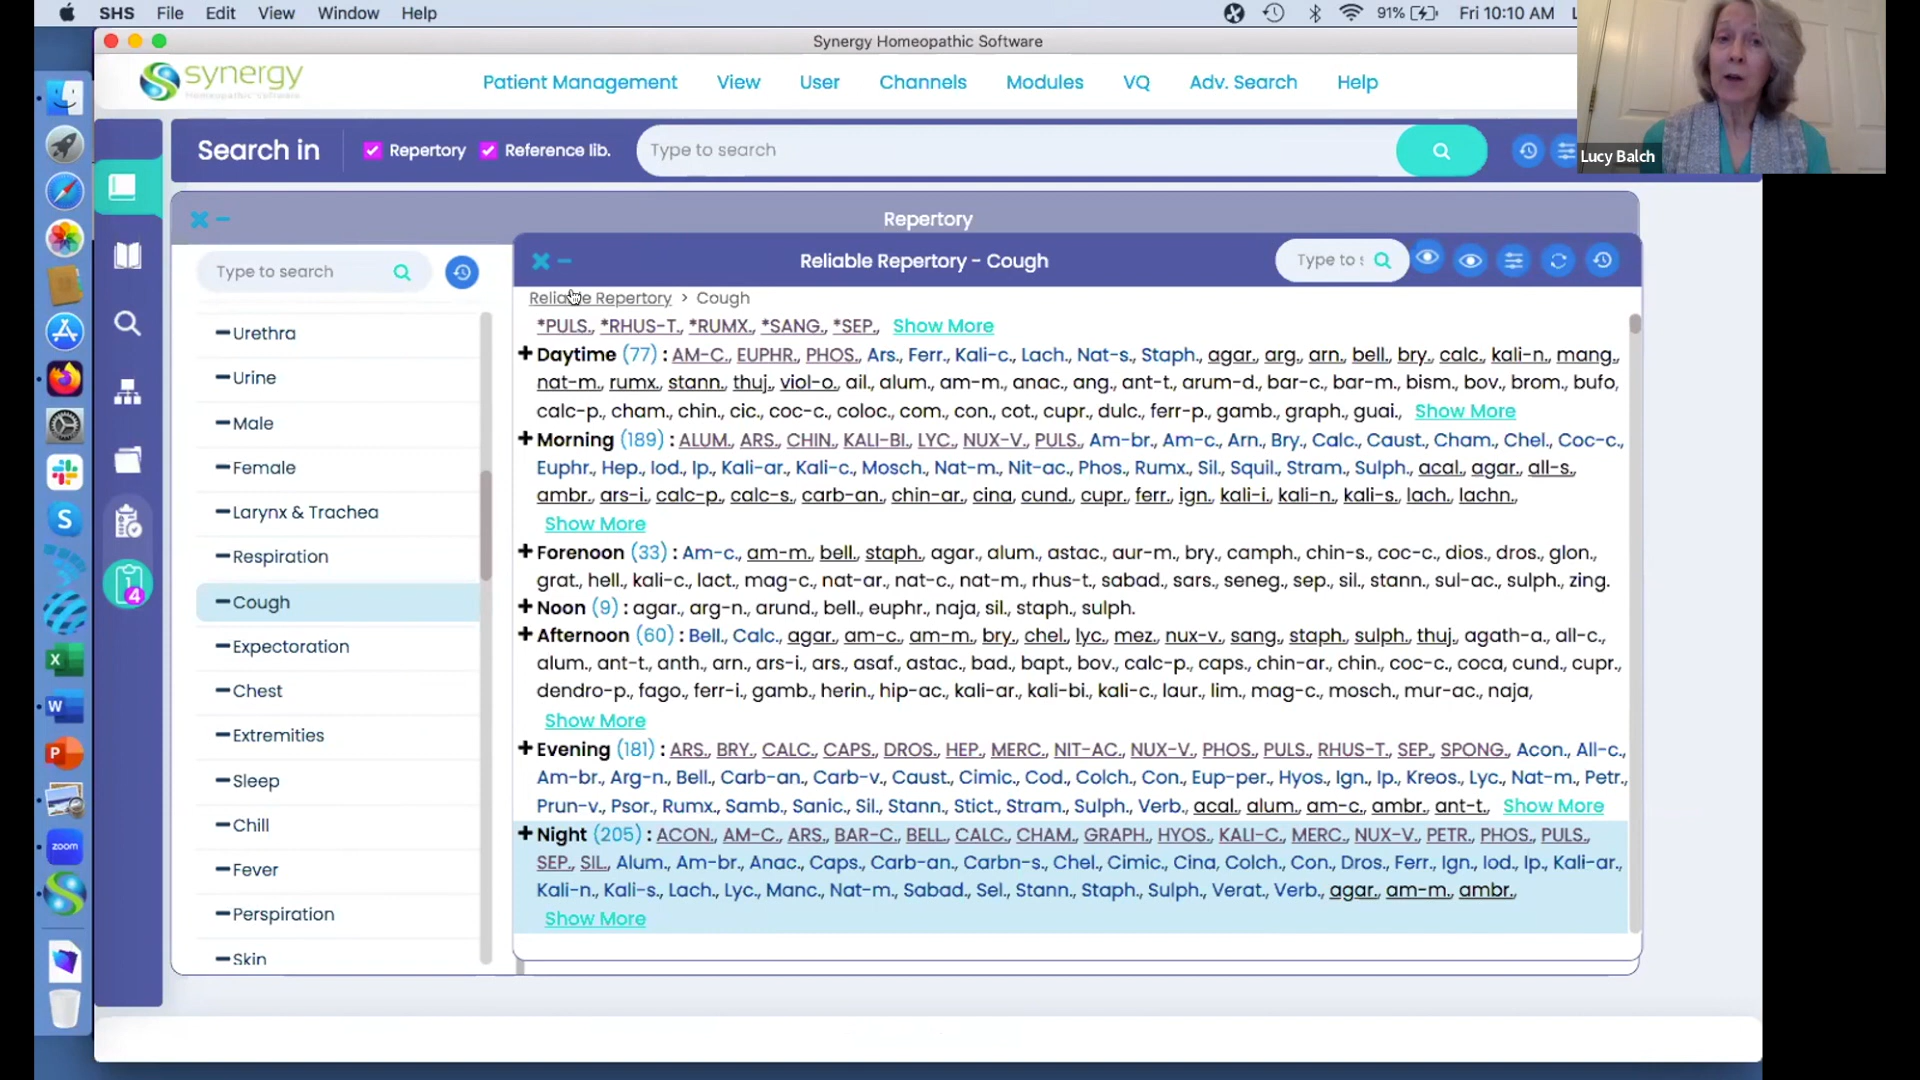 SHS File Edit View Window Help 91% Fri 10:10 AM
Synergy Homeopathic Software
synergy
Homeopathic Software
Patient Management View User Channels Modules VQ Adv. Search Help
Search in Repertory Reference lib. Type to search
Lucy Balch
Repertory
Type to search
Urethra
Urine
Male
Female
Larynx & Trachea
Respiration
Cough
Expectoration
Chest
Extremities
Sleep
Chill
Fever
Perspiration
Skin
Reliable Repertory - Cough
Type to s
Reliable Repertory > Cough
*PULS., *RHUS-T., *RUMX., *SANG., *SEP., Show More
+ Daytime (77) : AM-C., EUPHR., PHOS., Ars., Ferr., Kali-c., Lach., Nat-s., Staph., agar., arg., arn., bell., bry., calc., kali-n., mang.,
nat-m., rumx., stann., thuj., viol-o., ail., alum., am-m., anac., ang., ant-t., arum-d., bar-c., bar-m., bism., bov., brom., bufo,
calc-p., cham., chin., cic., coc-c., coloc., com., con., cot., cupr., dulc., ferr-p., gamb., graph., guai., Show More
+ Morning (189) : ALUM., ARS., CHIN., KALI-BI., LYC., NUX-V., PULS., Am-br., Am-c., Arn., Bry., Calc., Caust., Cham., Chel., Coc-c.,
Euphr., Hep., Iod., Ip., Kali-ar., Kali-c., Mosch., Nat-m., Nit-ac., Phos., Rumx., Sil., Squil., Stram., Sulph., acal., agar., all-s.,
ambr., ars-i., calc-p., calc-s., carb-an., chin-ar., cina, cund., cupr., ferr., ign., kali-i., kali-n., kali-s., lach., lachn.,
Show More
+ Forenoon (33) : Am-c., am-m., bell., staph., agar., alum., astac., aur-m., bry., camph., chin-s., coc-c., dios., dros., glon.,
grat., hell., kali-c., lact., mag-c., nat-ar., nat-c., nat-m., rhus-t., sabad., sars., seneg., sep., sil., stann., sul-ac., sulph., zing.
+ Noon (9) : agar., arg-n., arund., bell., euphr., naja, sil., staph., sulph.
+ Afternoon (60) : Bell., Calc., agar., am-c., am-m., bry., chel., lyc., mez., nux-v., sang., staph., sulph., thuj., agath-a., all-c.,
alum., ant-t., anth., arn., ars-i., ars., asaf., astac., bad., bapt., bov., calc-p., caps., chin-ar., chin., coc-c., coca, cund., cupr.,
dendro-p., fago., ferr-i., gamb., herin., hip-ac., kali-ar., kali-bi., kali-c., laur., lim., mag-c., mosch., mur-ac., naja,
Show More
+ Evening (181) : ARS., BRY., CALC., CAPS., DROS., HEP., MERC., NIT-AC., NUX-V., PHOS., PULS., RHUS-T., SEP., SPONG., Acon., All-c.,
Am-br., Arg-n., Bell., Carb-an., Carb-v., Caust., Cimic., Cod., Colch., Con., Eup-per., Hyos., Ign., Ip., Kreos., Lyc., Nat-m., Petr.,
Prun-v., Psor., Rumx., Samb., Sanic., Sil., Stann., Stict., Stram., Sulph., Verb., acal., alum., am-c., ambr., ant-t., Show More
+ Night (205) : ACON., AM-C., ARS., BAR-C., BELL., CALC., CHAM., GRAPH., HYOS., KALI-C., MERC., NUX-V., PETR., PHOS., PULS.,
SEP., SIL., Alum., Am-br., Anac., Caps., Carb-an., Carbn-s., Chel., Cimic., Cina, Colch., Con., Dros., Ferr., Ign., Iod., Ip., Kali-ar.,
Kali-n., Kali-s., Lach., Lyc., Manc., Nat-m., Sabad., Sel., Stann., Staph., Sulph., Verat., Verb., agar., am-m., ambr.,
Show More
zoom
1
4